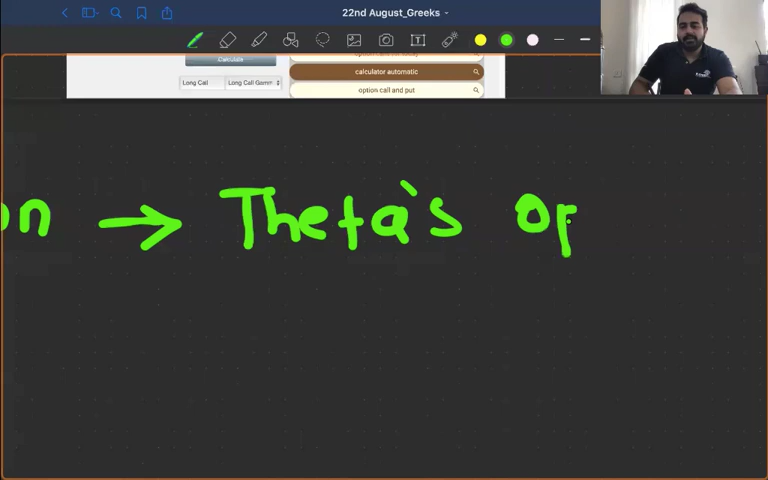 22nd August_Greeks
Calculate
calculator automatic
Long Call Long Call Gamm
option call and put
on → Theta's Op